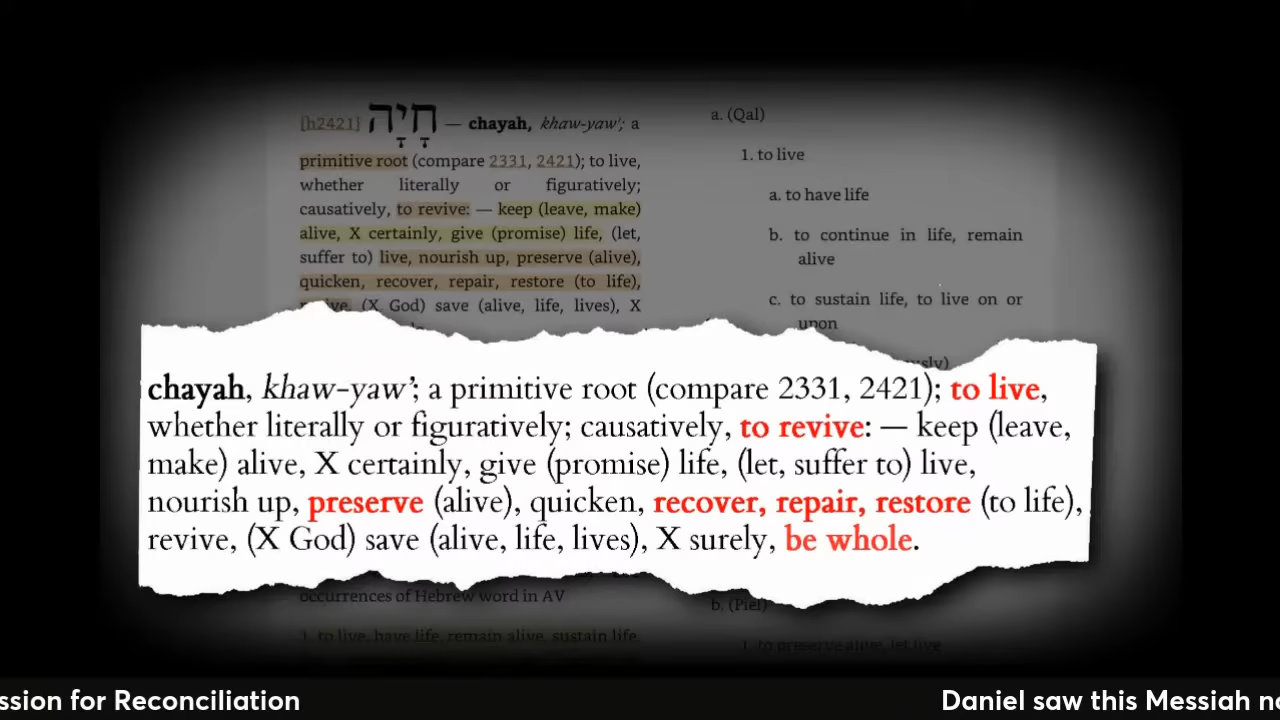 [h2421] חָיָה — chayah, khaw-yaw'; a
primitive root (compare 2331, 2421); to live,
whether literally or figuratively;
causatively, to revive: — keep (leave, make)
alive, X certainly, give (promise) life, (let,
suffer to) live, nourish up, preserve (alive),
quicken, recover, repair, restore (to life),
(X God) save (alive, life, lives), X
a. (Qal)
1. to live
a. to have life
b. to continue in life, remain
alive
c. to sustain life, to live on or
upon
chayah, khaw-yaw’; a primitive root (compare 2331, 2421); to live,
whether literally or figuratively; causatively, to revive: — keep (leave,
make) alive, X certainly, give (promise) life, (let, suffer to) live,
nourish up, preserve (alive), quicken, recover, repair, restore (to life),
revive, (X God) save (alive, life, lives), X surely, be whole.
occurrences of Hebrew word in AV
1. to live, have life, remain alive, sustain life,
b. (Piel)
1. to preserve alive, let live
ssion for Reconciliation
Daniel saw this Messiah